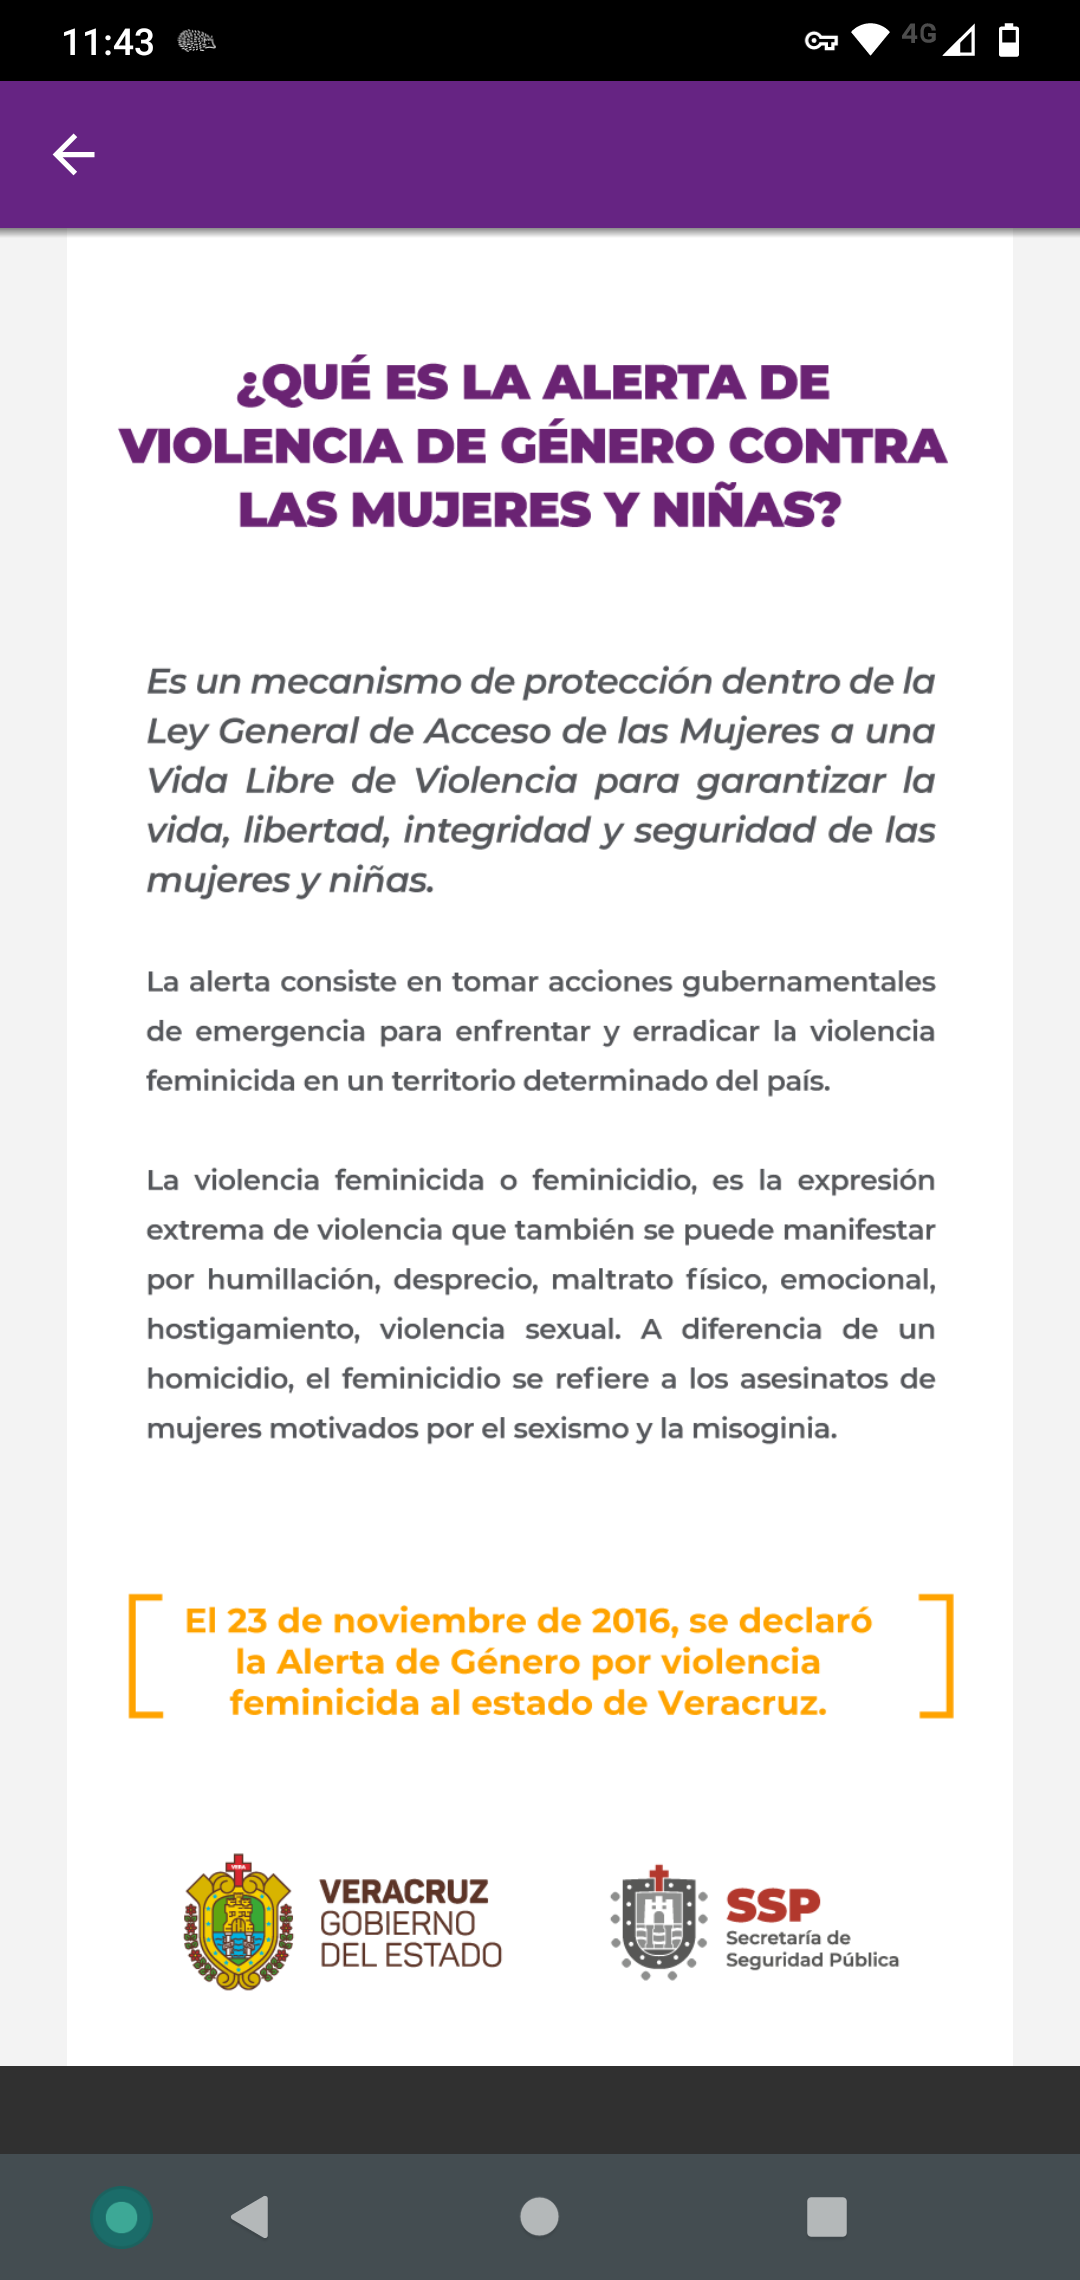 11:43
4G
¿QUÉ ES LA ALERTA DE
VIOLENCIA DE GÉNERO CONTRA
LAS MUJERES Y NIÑAS?
Es un mecanismo de protección dentro de la
Ley General de Acceso de las Mujeres a una
Vida Libre de Violencia para garantizar la
vida, libertad, integridad y seguridad de las
mujeres y niñas.
La alerta consiste en tomar acciones gubernamentales
de emergencia para enfrentar y erradicar la violencia
feminicida en un territorio determinado del país.
La violencia feminicida o feminicidio, es la expresión
extrema de violencia que también se puede manifestar
por humillación, desprecio, maltrato físico, emocional,
hostigamiento, violencia sexual. A diferencia de un
homicidio, el feminicidio se refiere a los asesinatos de
mujeres motivados por el sexismo y la misoginia.
El 23 de noviembre de 2016, se declaró
la Alerta de Género por violencia
feminicida al estado de Veracruz.
VERA
VERACRUZ
GOBIERNO
DEL ESTADO
SSP
Secretaría de
Seguridad Pública